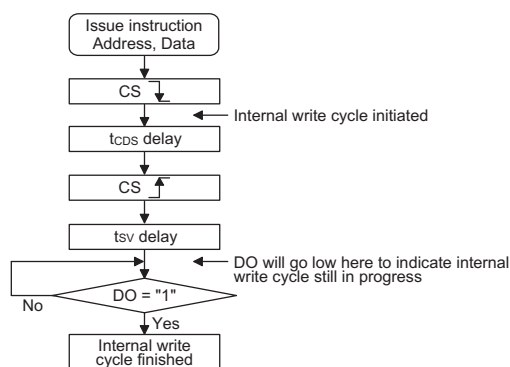 Issue instruction
Address, Data
CS
Internal write cycle initiated
tCDS delay
CS
tSV delay
DO will go low here to indicate internal
write cycle still in progress
DO = "1"
No
Yes
Internal write
cycle finished